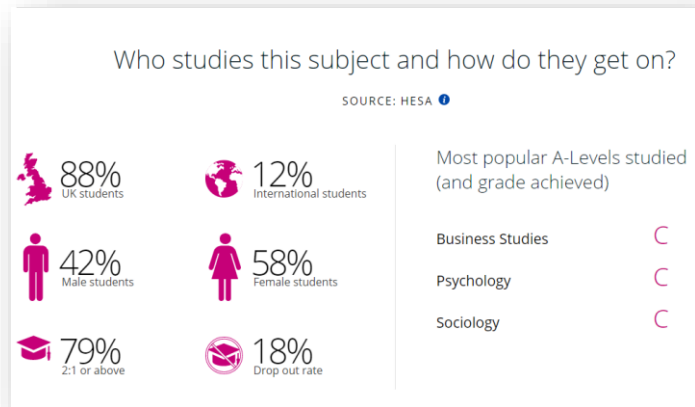 Who studies this subject and how do they get on?
SOURCE: HESA i
88%
UK students
12%
International students
42%
Male students
58%
Female students
79%
2:1 or above
18%
Drop out rate
Most popular A-Levels studied
(and grade achieved)
Business Studies C
Psychology C
Sociology C